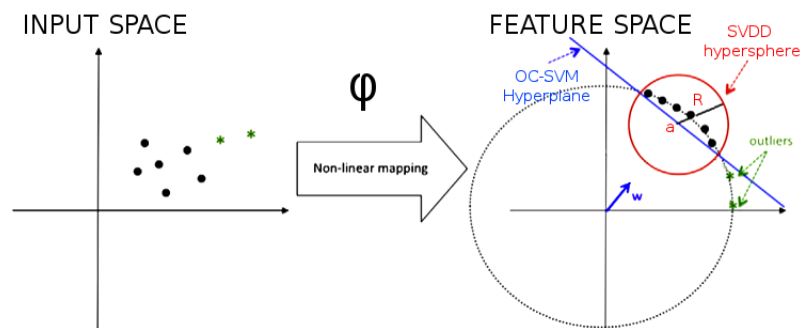 INPUT SPACE
φ
Non-linear mapping
FEATURE SPACE
SVDD
hypersphere
OC-SVM
Hyperplane
R
a
outliers
w